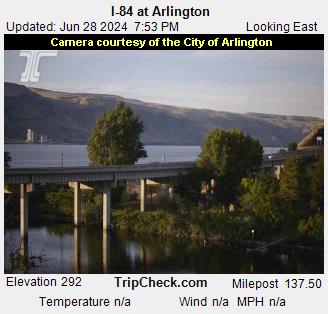 I-84 at Arlington
Updated: Jun 28 2024 7:53 PM Looking East
Camera courtesy of the City of Arlington
Elevation 292 TripCheck.com Milepost 137.50
Temperature n/a Wind n/a MPH n/a